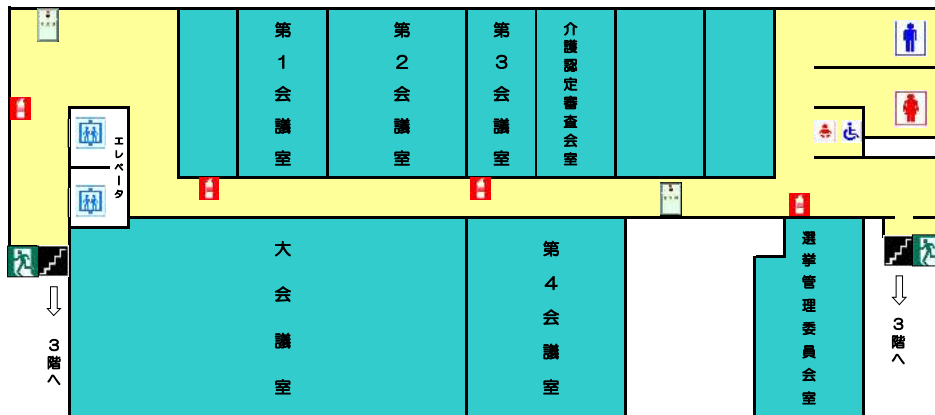 第１会議室
第２会議室
第３会議室
介護認定審査会室
エレベータ
大会議室
第４会議室
選挙管理委員会室
３階へ
３階へ